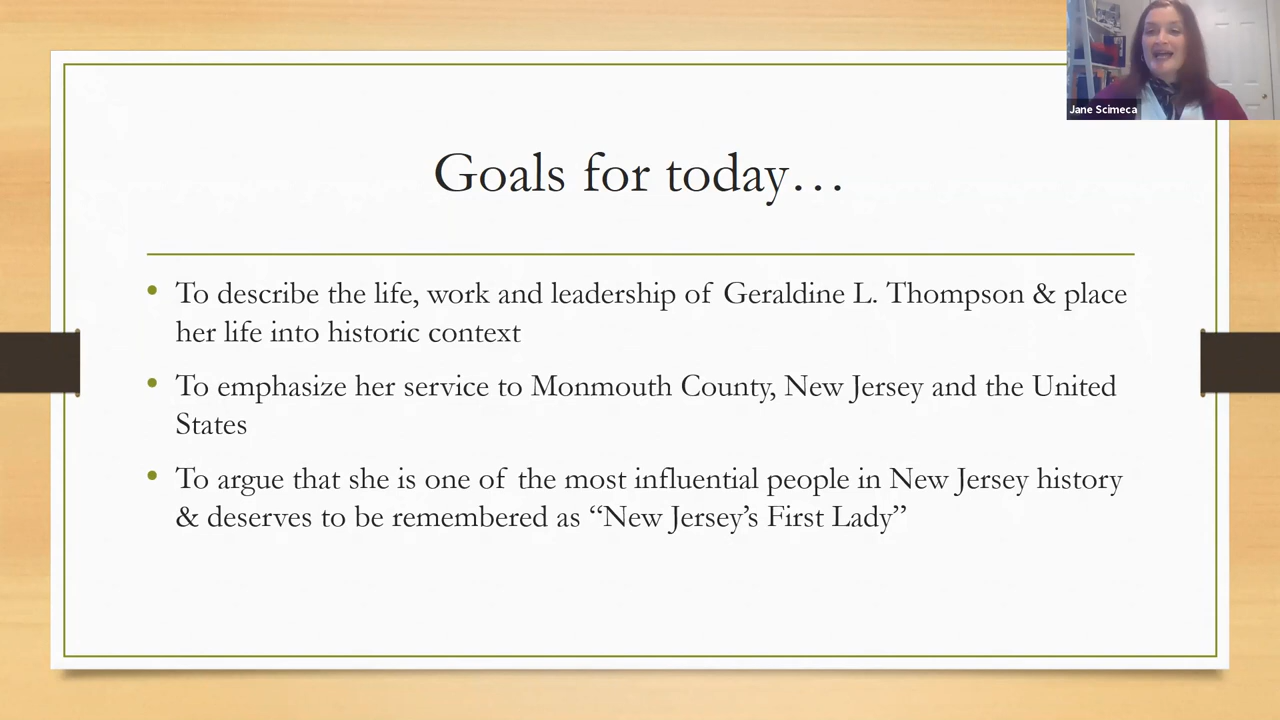 Jane Scimeca
Goals for today…
• To describe the life, work and leadership of Geraldine L. Thompson & place
her life into historic context
• To emphasize her service to Monmouth County, New Jersey and the United
States
• To argue that she is one of the most influential people in New Jersey history
& deserves to be remembered as “New Jersey’s First Lady”